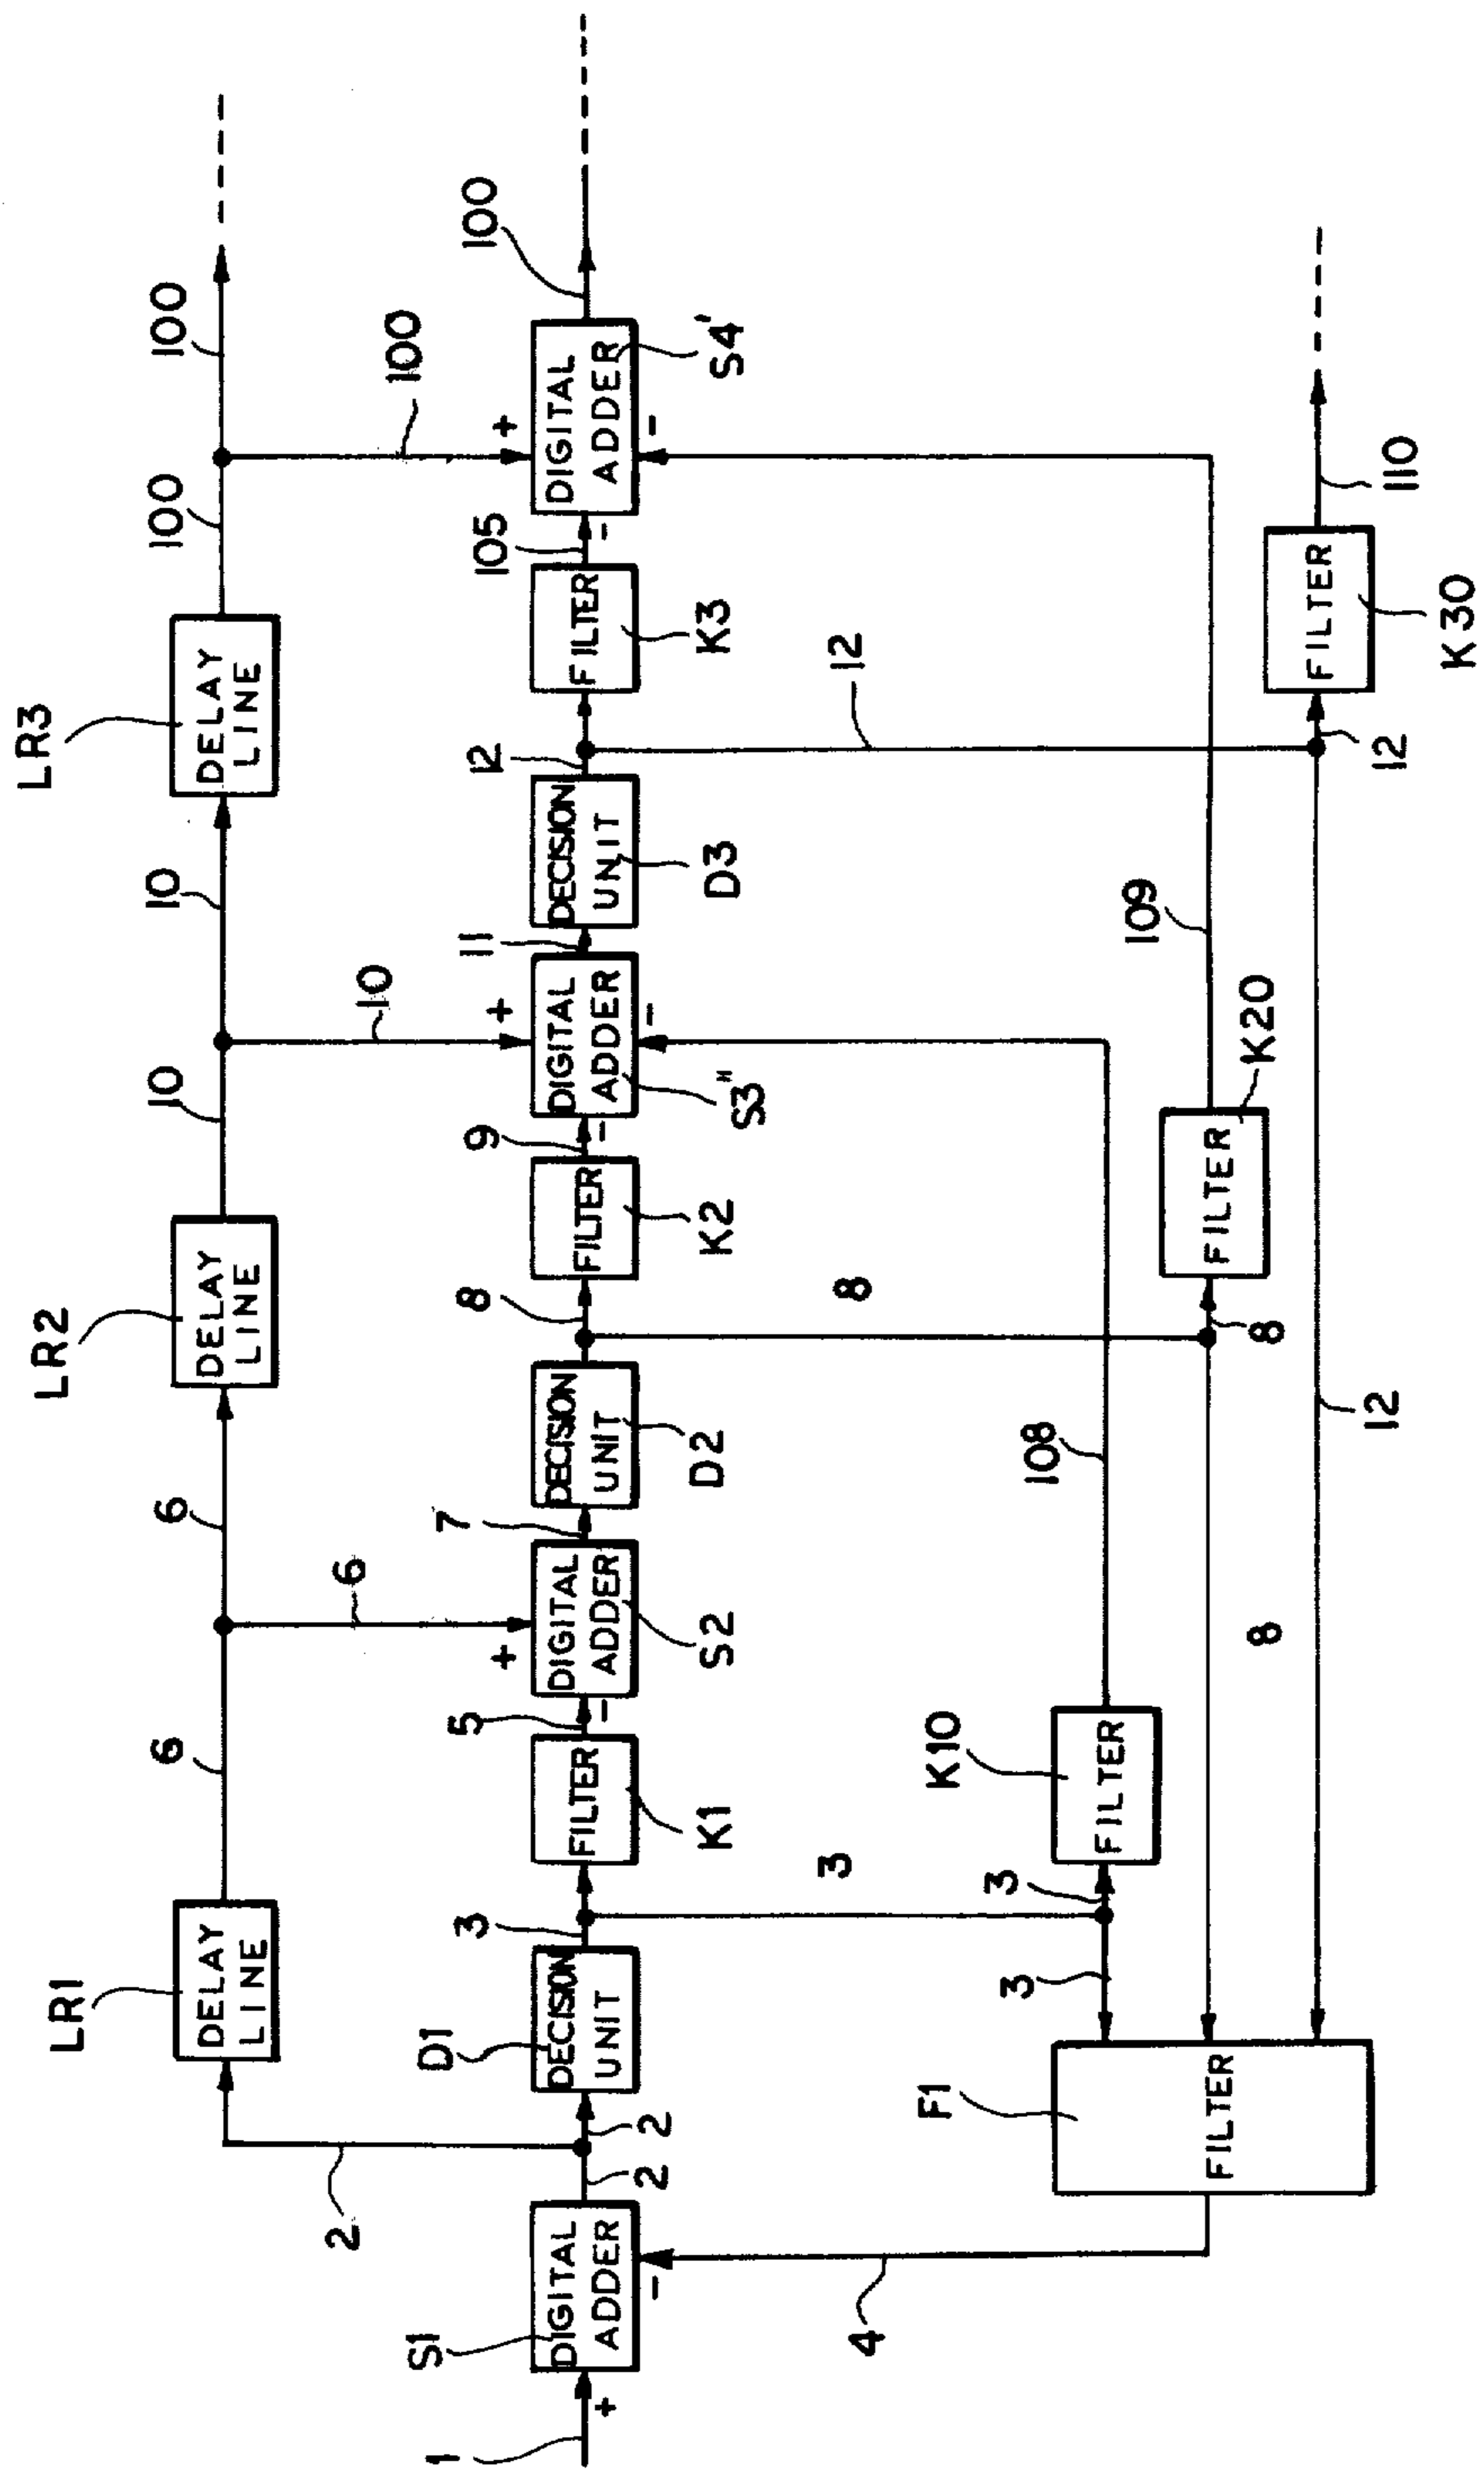 LR1
LR2
LR3
DELAY
LINE
DELAY
LINE
DELAY
LINE
2
6
6
6
10
10
10
100
100
100
100
1
+
S1
DIGITAL
ADDER
-
2
2
D1
DECISION
UNIT
3
FILTER
K1
5
-
+
DIGITAL
ADDER
S2
7
DECISION
UNIT
D2
8
FILTER
K2
9
-
+
DIGITAL
ADDER
-
S3"
11
DECISION
UNIT
D3
12
FILTER
K3
105
-
+
DIGITAL
ADDER
-
S4'
4
3
3
3
8
8
8
12
12
12
F1
FILTER
K10
FILTER
108
K20
FILTER
109
FILTER
K30
110